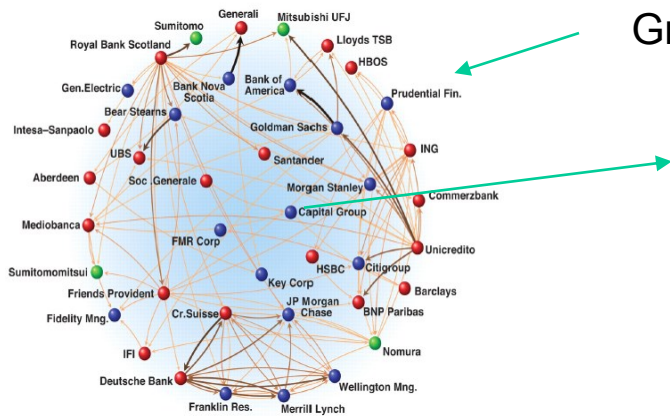 Gr
Generali
Sumitomo
Mitsubishi UFJ
Royal Bank Scotland
Lloyds TSB
HBOS
Gen.Electric
Bank Nova
Scotia
Bank of
America
Prudential Fin.
Bear Stearns
Goldman Sachs
Intesa–Sanpaolo
UBS
ING
Santander
Aberdeen
Soc.Generale
Morgan Stanley
Commerzbank
Capital Group
Mediobanca
FMR Corp
Unicredito
HSBC
Citigroup
Sumitomomitsui
Key Corp
Barclays
Friends Provident
JP Morgan
Chase
BNP Paribas
Fidelity Mng.
Cr.Suisse
Nomura
IFI
Deutsche Bank
Wellington Mng.
Franklin Res.
Merrill Lynch